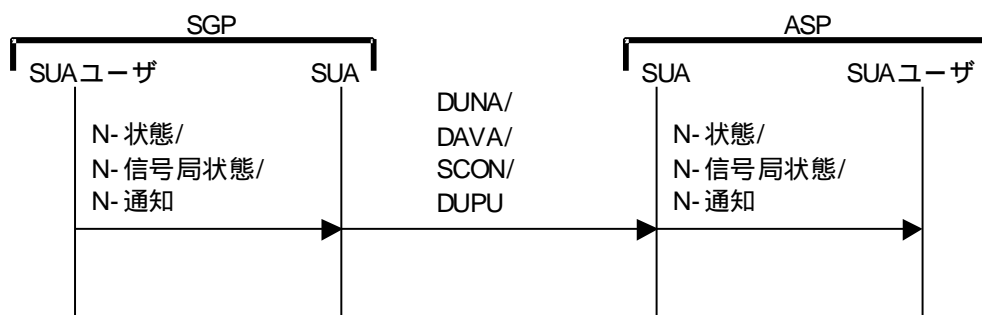 SGP
ASP
SUAユーザ
SUA
SUA
SUAユーザ
DUNA/
DAVA/
SCON/
DUPU
N-状態/
N-信号局状態/
N-通知
N-状態/
N-信号局状態/
N-通知